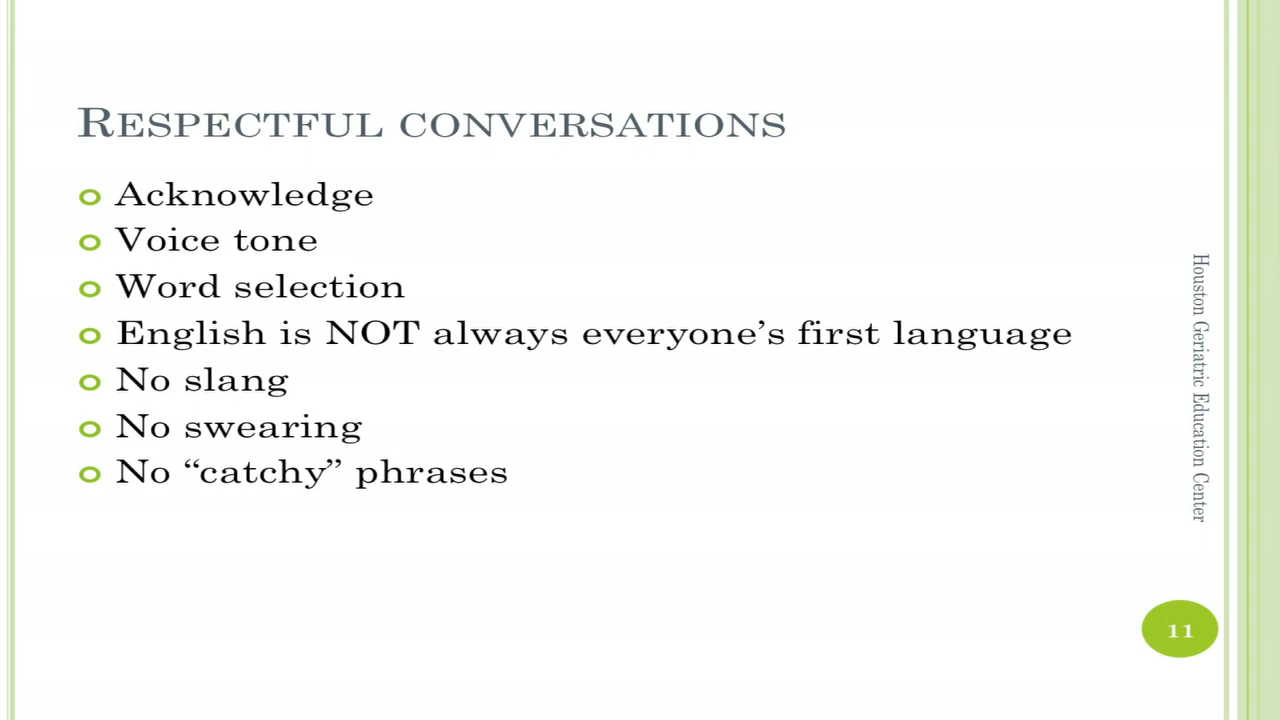 RESPECTFUL CONVERSATIONS
Acknowledge
Voice tone
Word selection
English is NOT always everyone’s first language
No slang
No swearing
No “catchy” phrases
Houston Geriatric Education Center
11